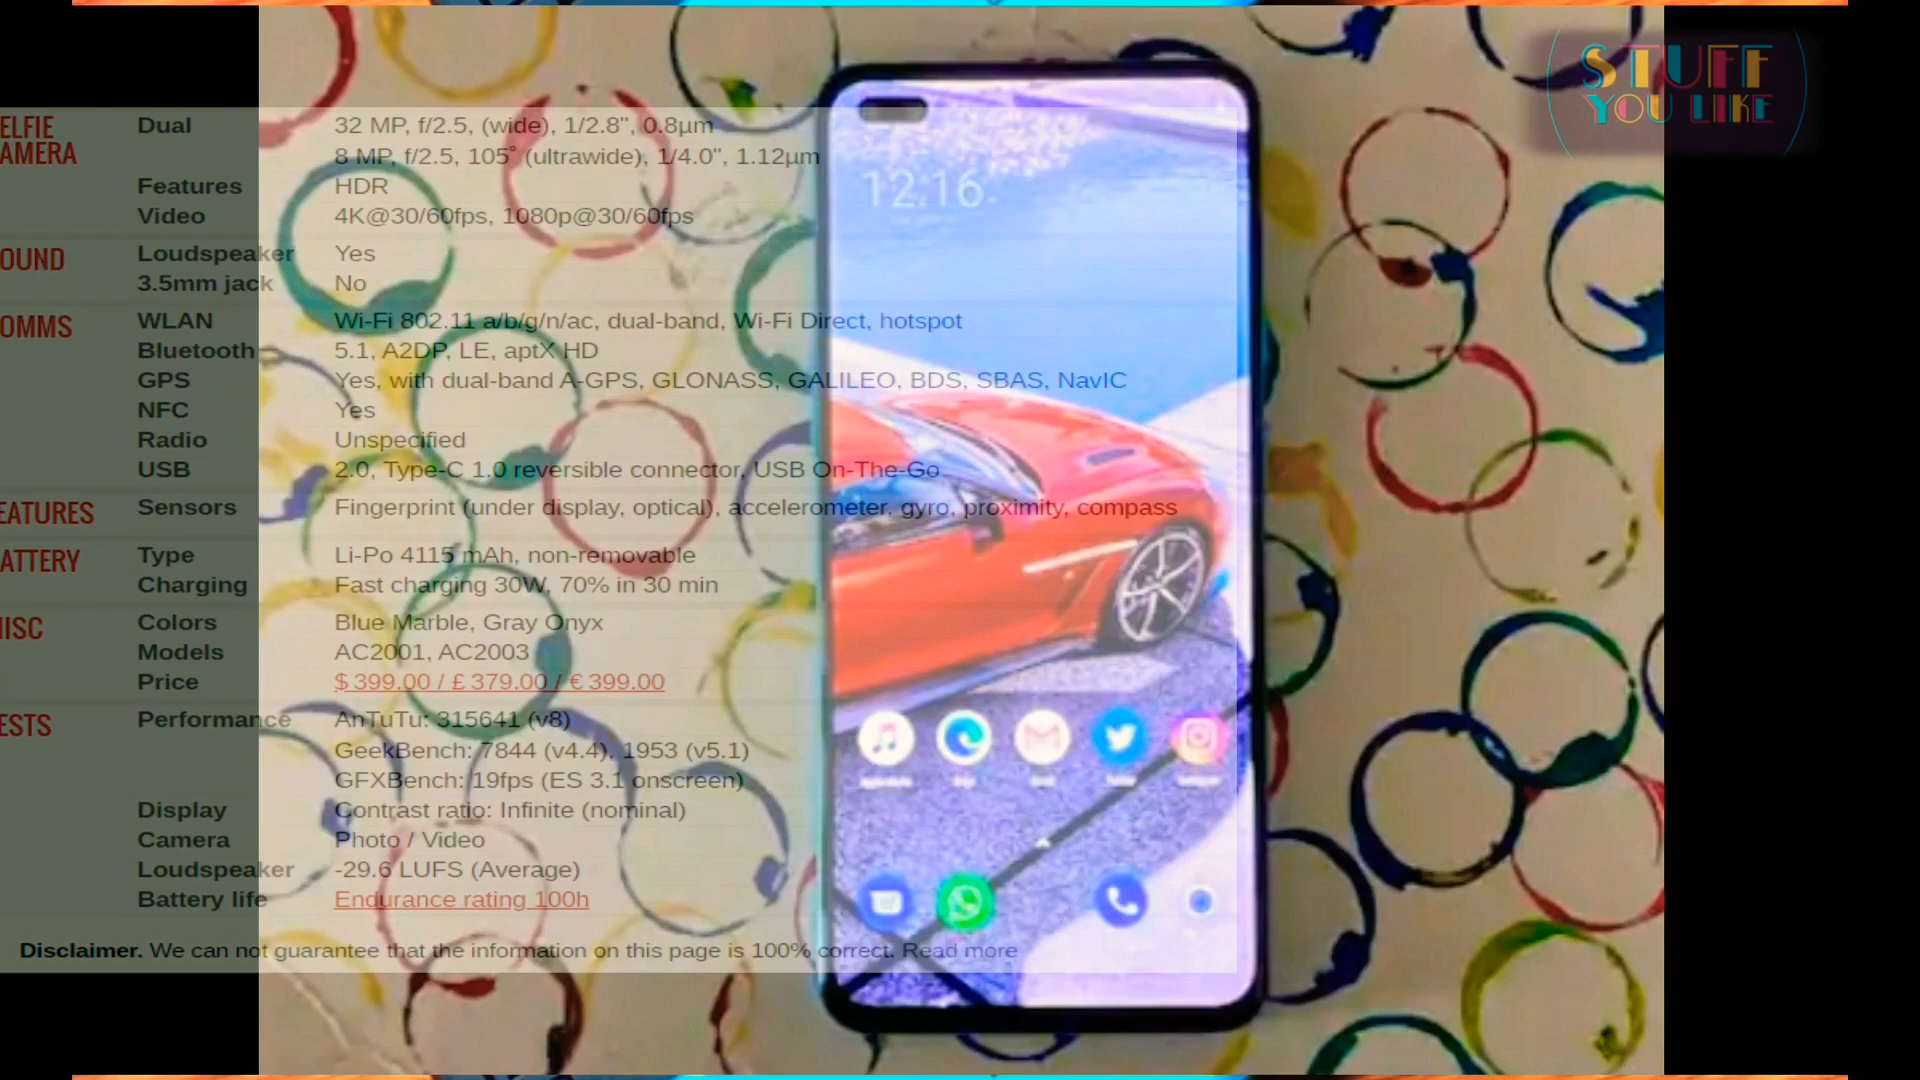 STUFF
YOU LIKE
ELFIE
AMERA
Dual 32 MP, f/2.5, (wide), 1/2.8", 0.8µm
8 MP, f/2.5, 105˚ (ultrawide), 1/4.0", 1.12µm
Features HDR
Video 4K@30/60fps, 1080p@30/60fps
OUND Loudspeaker Yes
3.5mm jack No
OMMS WLAN Wi-Fi 802.11 a/b/g/n/ac, dual-band, Wi-Fi Direct, hotspot
Bluetooth 5.1, A2DP, LE, aptX HD
GPS Yes, with dual-band A-GPS, GLONASS, GALILEO, BDS, SBAS, NavIC
NFC Yes
Radio Unspecified
USB 2.0, Type-C 1.0 reversible connector, USB On-The-Go
EATURES Sensors Fingerprint (under display, optical), accelerometer, gyro, proximity, compass
ATTERY Type Li-Po 4115 mAh, non-removable
Charging Fast charging 30W, 70% in 30 min
IISC Colors Blue Marble, Gray Onyx
Models AC2001, AC2003
Price $ 399.00 / £ 379.00 / € 399.00
ESTS Performance AnTuTu: 315641 (v8)
GeekBench: 7844 (v4.4), 1953 (v5.1)
GFXBench: 19fps (ES 3.1 onscreen)
Display Contrast ratio: Infinite (nominal)
Camera Photo / Video
Loudspeaker -29.6 LUFS (Average)
Battery life Endurance rating 100h
Disclaimer. We can not guarantee that the information on this page is 100% correct. Read more
12:16